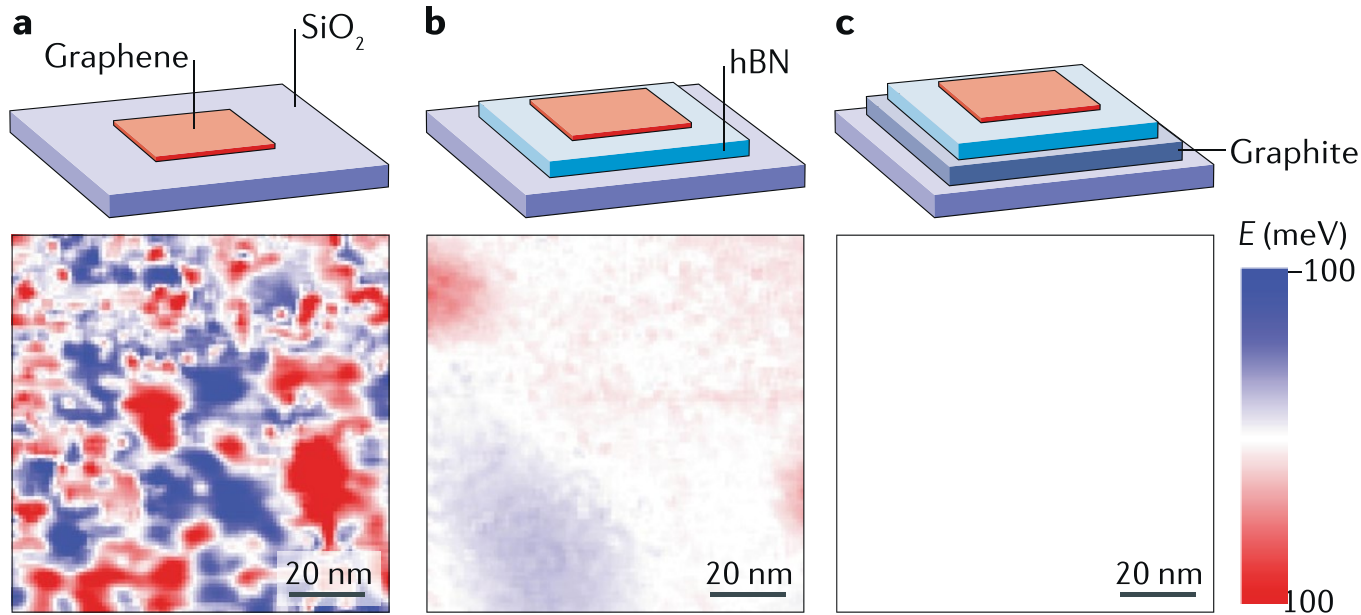 a
SiO₂
Graphene
b
hBN
c
Graphite
E (meV)
–100
100
20 nm
20 nm
20 nm